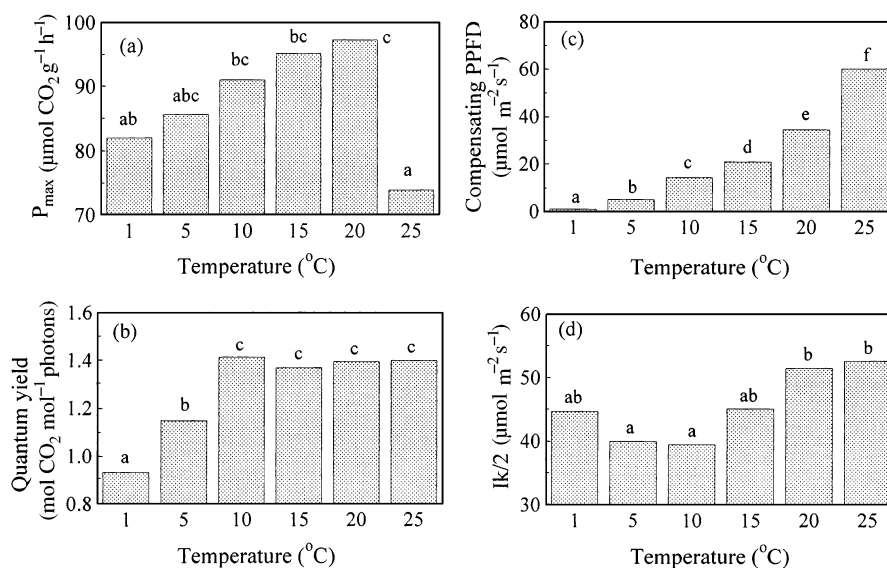 (a)
P_max (µmol CO₂ g⁻¹ h⁻¹)
100
90
80
70
ab
abc
bc
bc
c
a
1 5 10 15 20 25
Temperature (°C)
(c)
Compensating PPFD
(µmol m⁻² s⁻¹)
80
60
40
20
0
a
b
c
d
e
f
1 5 10 15 20 25
Temperature (°C)
(b)
Quantum yield
(mol CO₂ mol⁻¹ photons)
1.6
1.4
1.2
1.0
0.8
a
b
c
c
c
c
1 5 10 15 20 25
Temperature (°C)
(d)
Ik/2 (µmol m⁻² s⁻¹)
60
50
40
30
ab
a
a
ab
b
b
1 5 10 15 20 25
Temperature (°C)